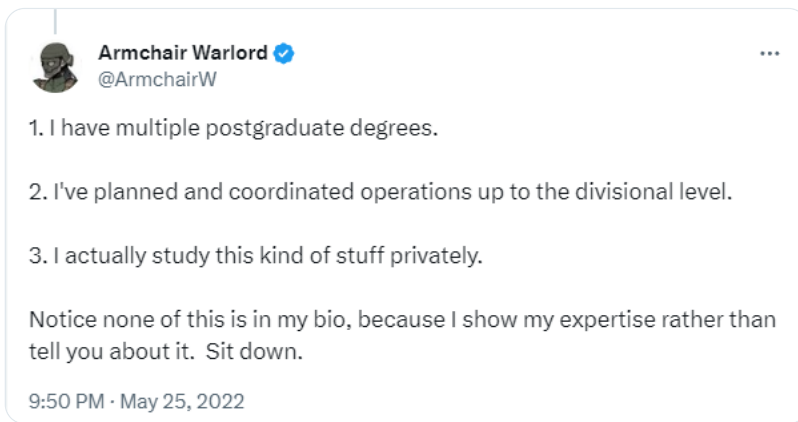 Armchair Warlord
@ArmchairW
1. I have multiple postgraduate degrees.
2. I've planned and coordinated operations up to the divisional level.
3. I actually study this kind of stuff privately.
Notice none of this is in my bio, because I show my expertise rather than
tell you about it.  Sit down.
9:50 PM · May 25, 2022